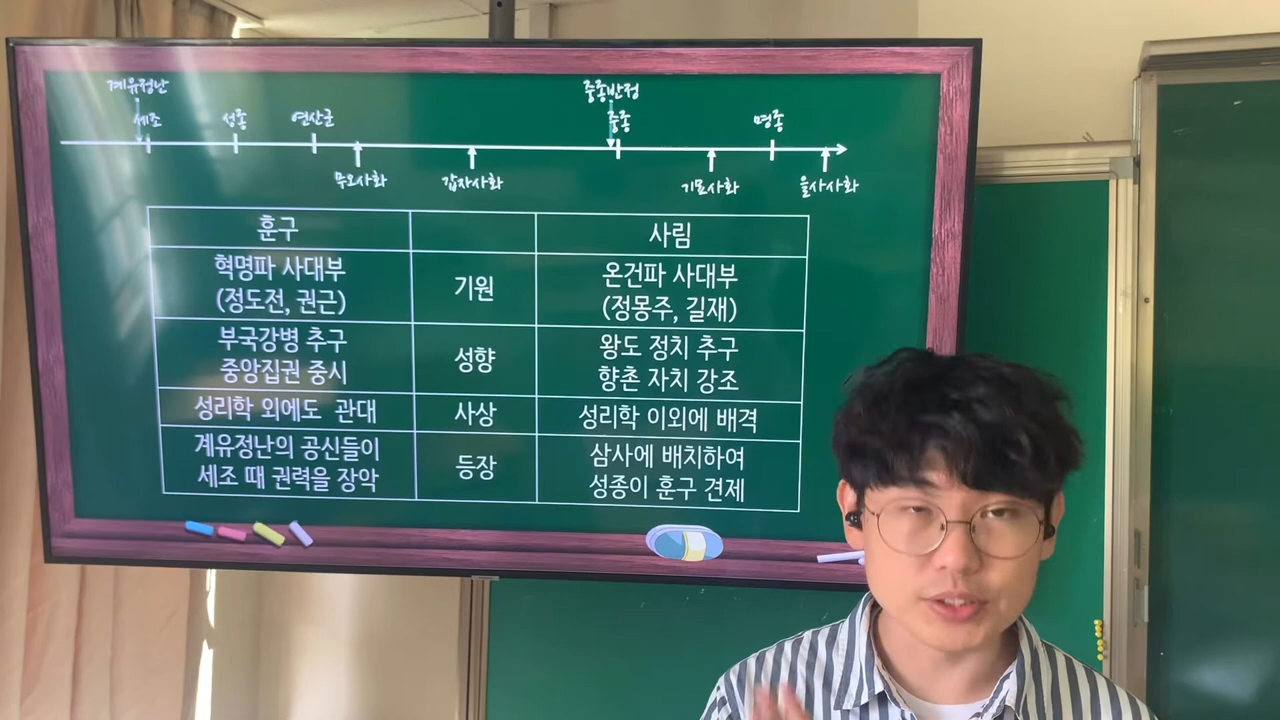 계유정난
중종반정
세조
성종
연산군
중종
명종
무오사화
갑자사화
기묘사화
을사사화
훈구
사림
혁명파 사대부
(정도전, 권근)
기원
온건파 사대부
(정몽주, 길재)
부국강병 추구
중앙집권 중시
성향
왕도 정치 추구
향촌 자치 강조
성리학 외에도 관대
사상
성리학 이외에 배격
계유정난의 공신들이
세조 때 권력을 장악
등장
삼사에 배치하여
성종이 훈구 견제